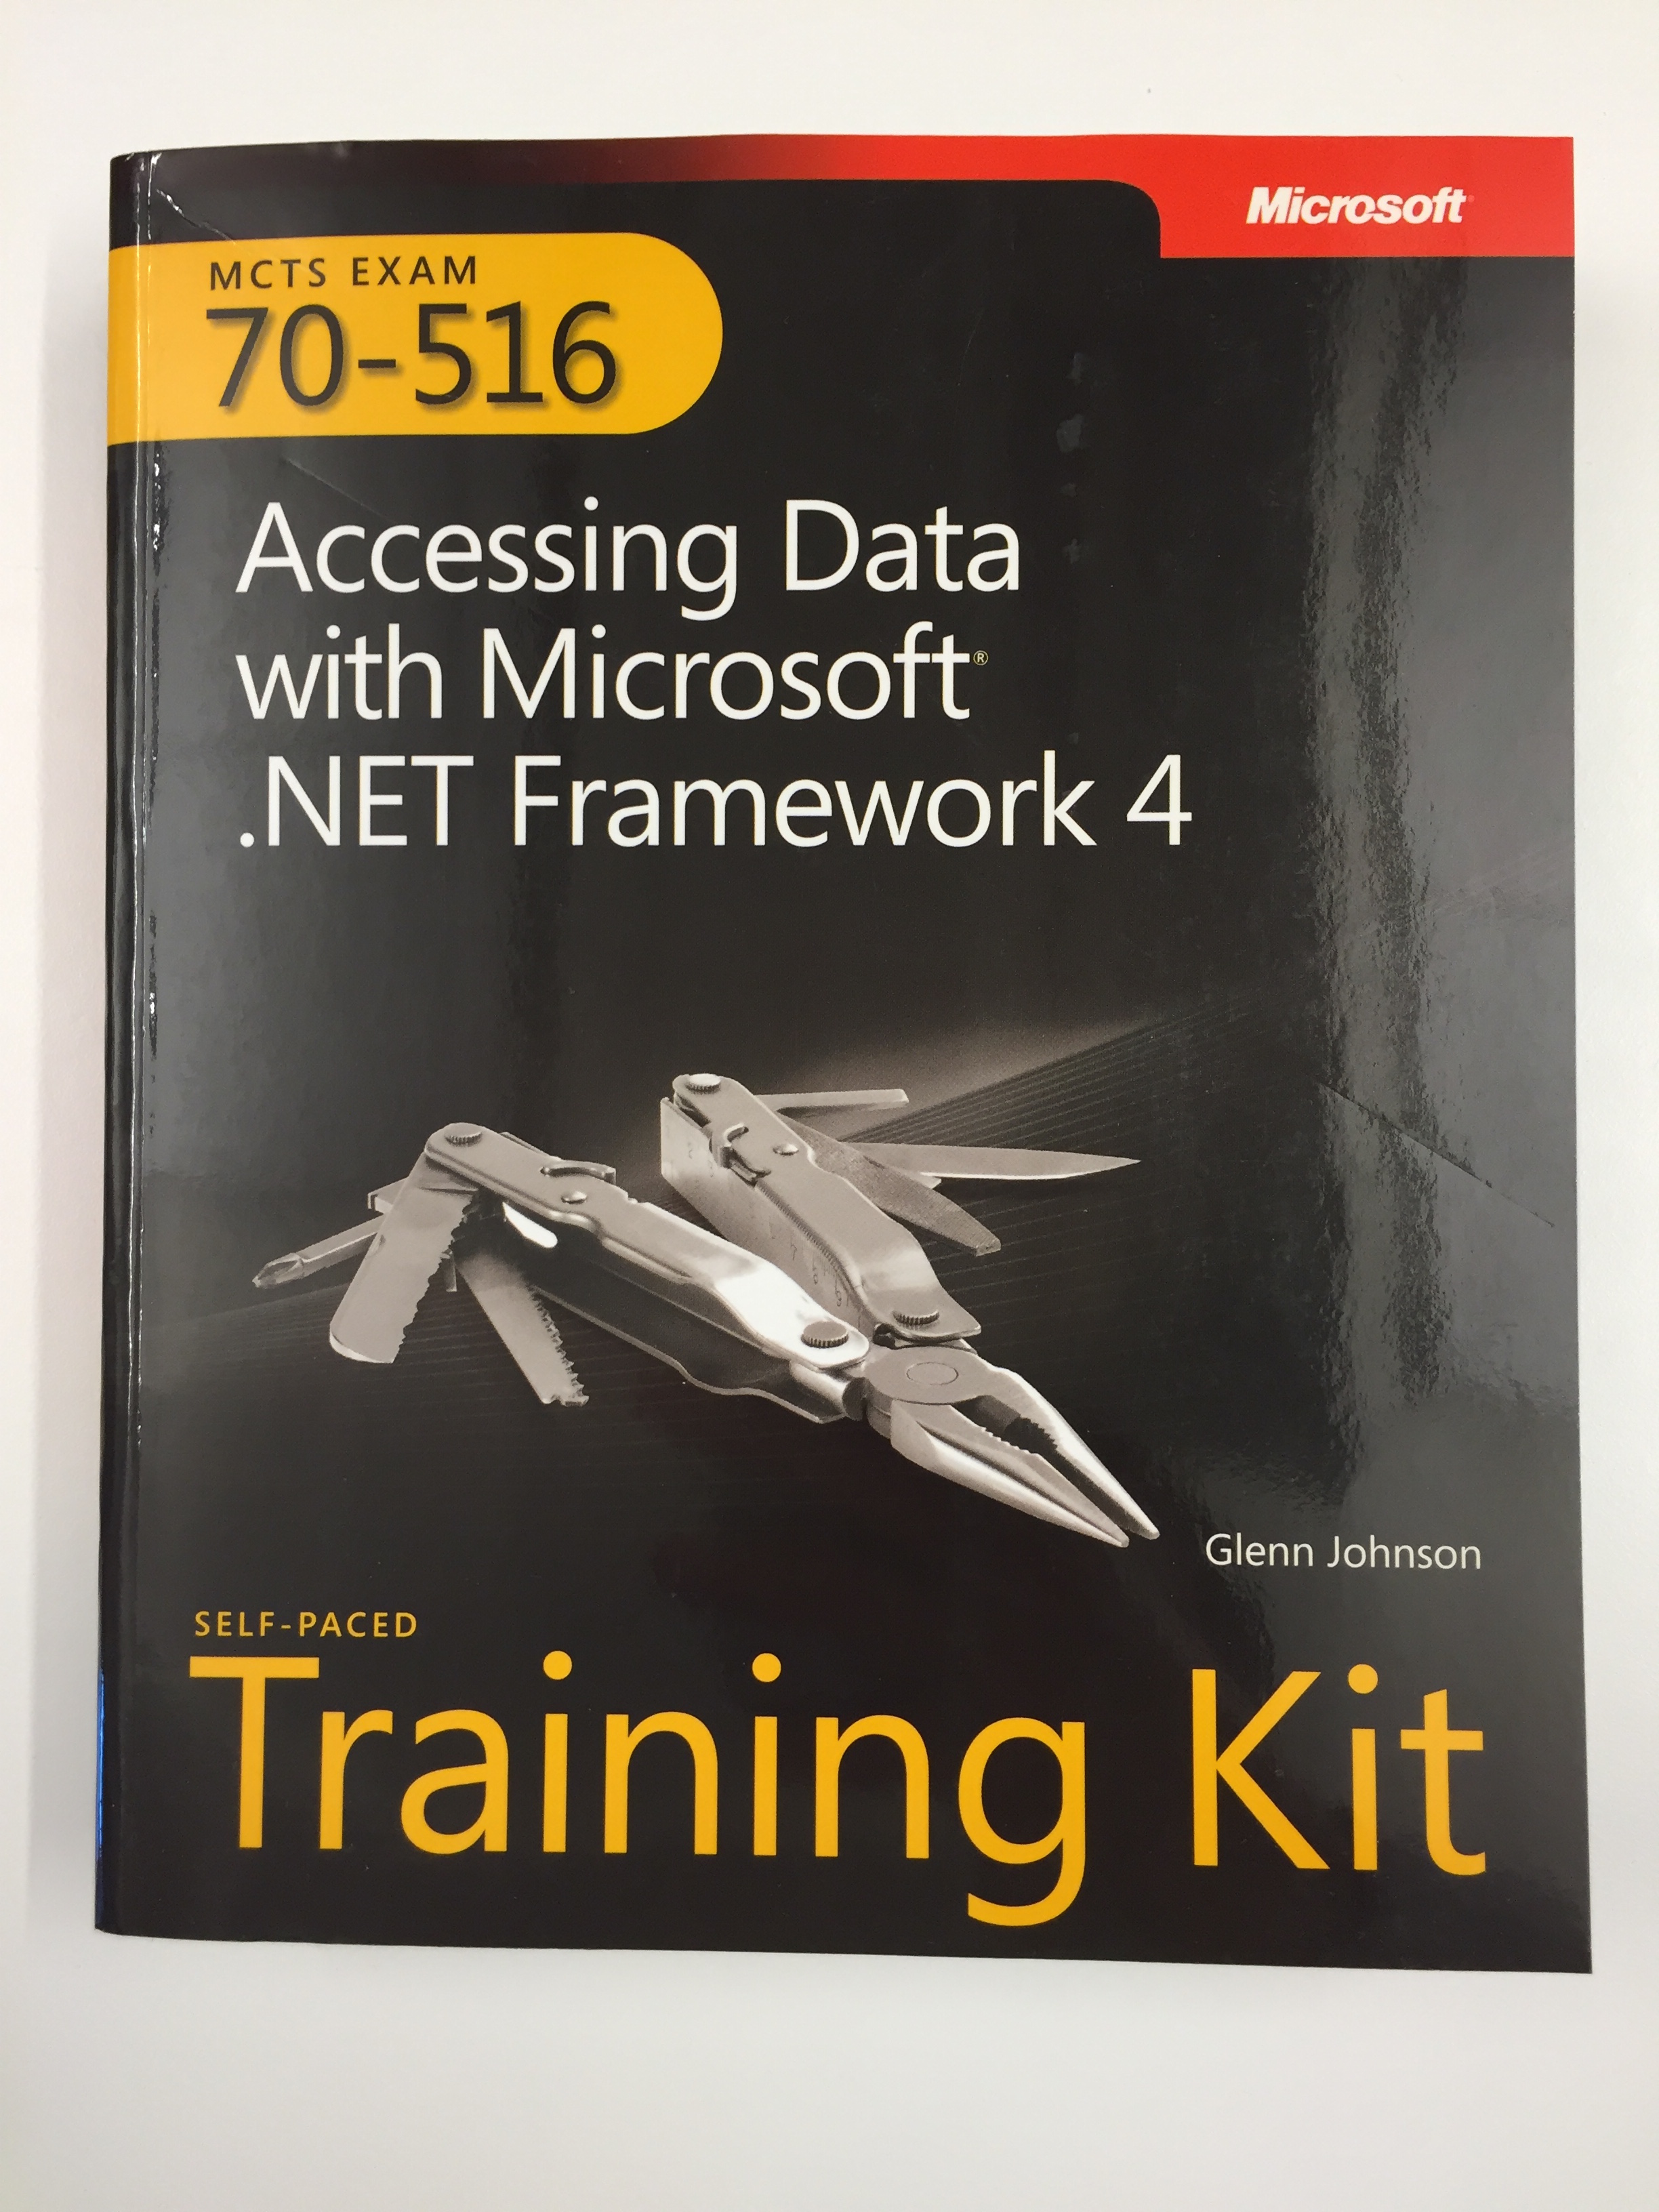 Microsoft
MCTS EXAM
70-516
Accessing Data
with Microsoft®
.NET Framework 4
Glenn Johnson
SELF-PACED
Training Kit